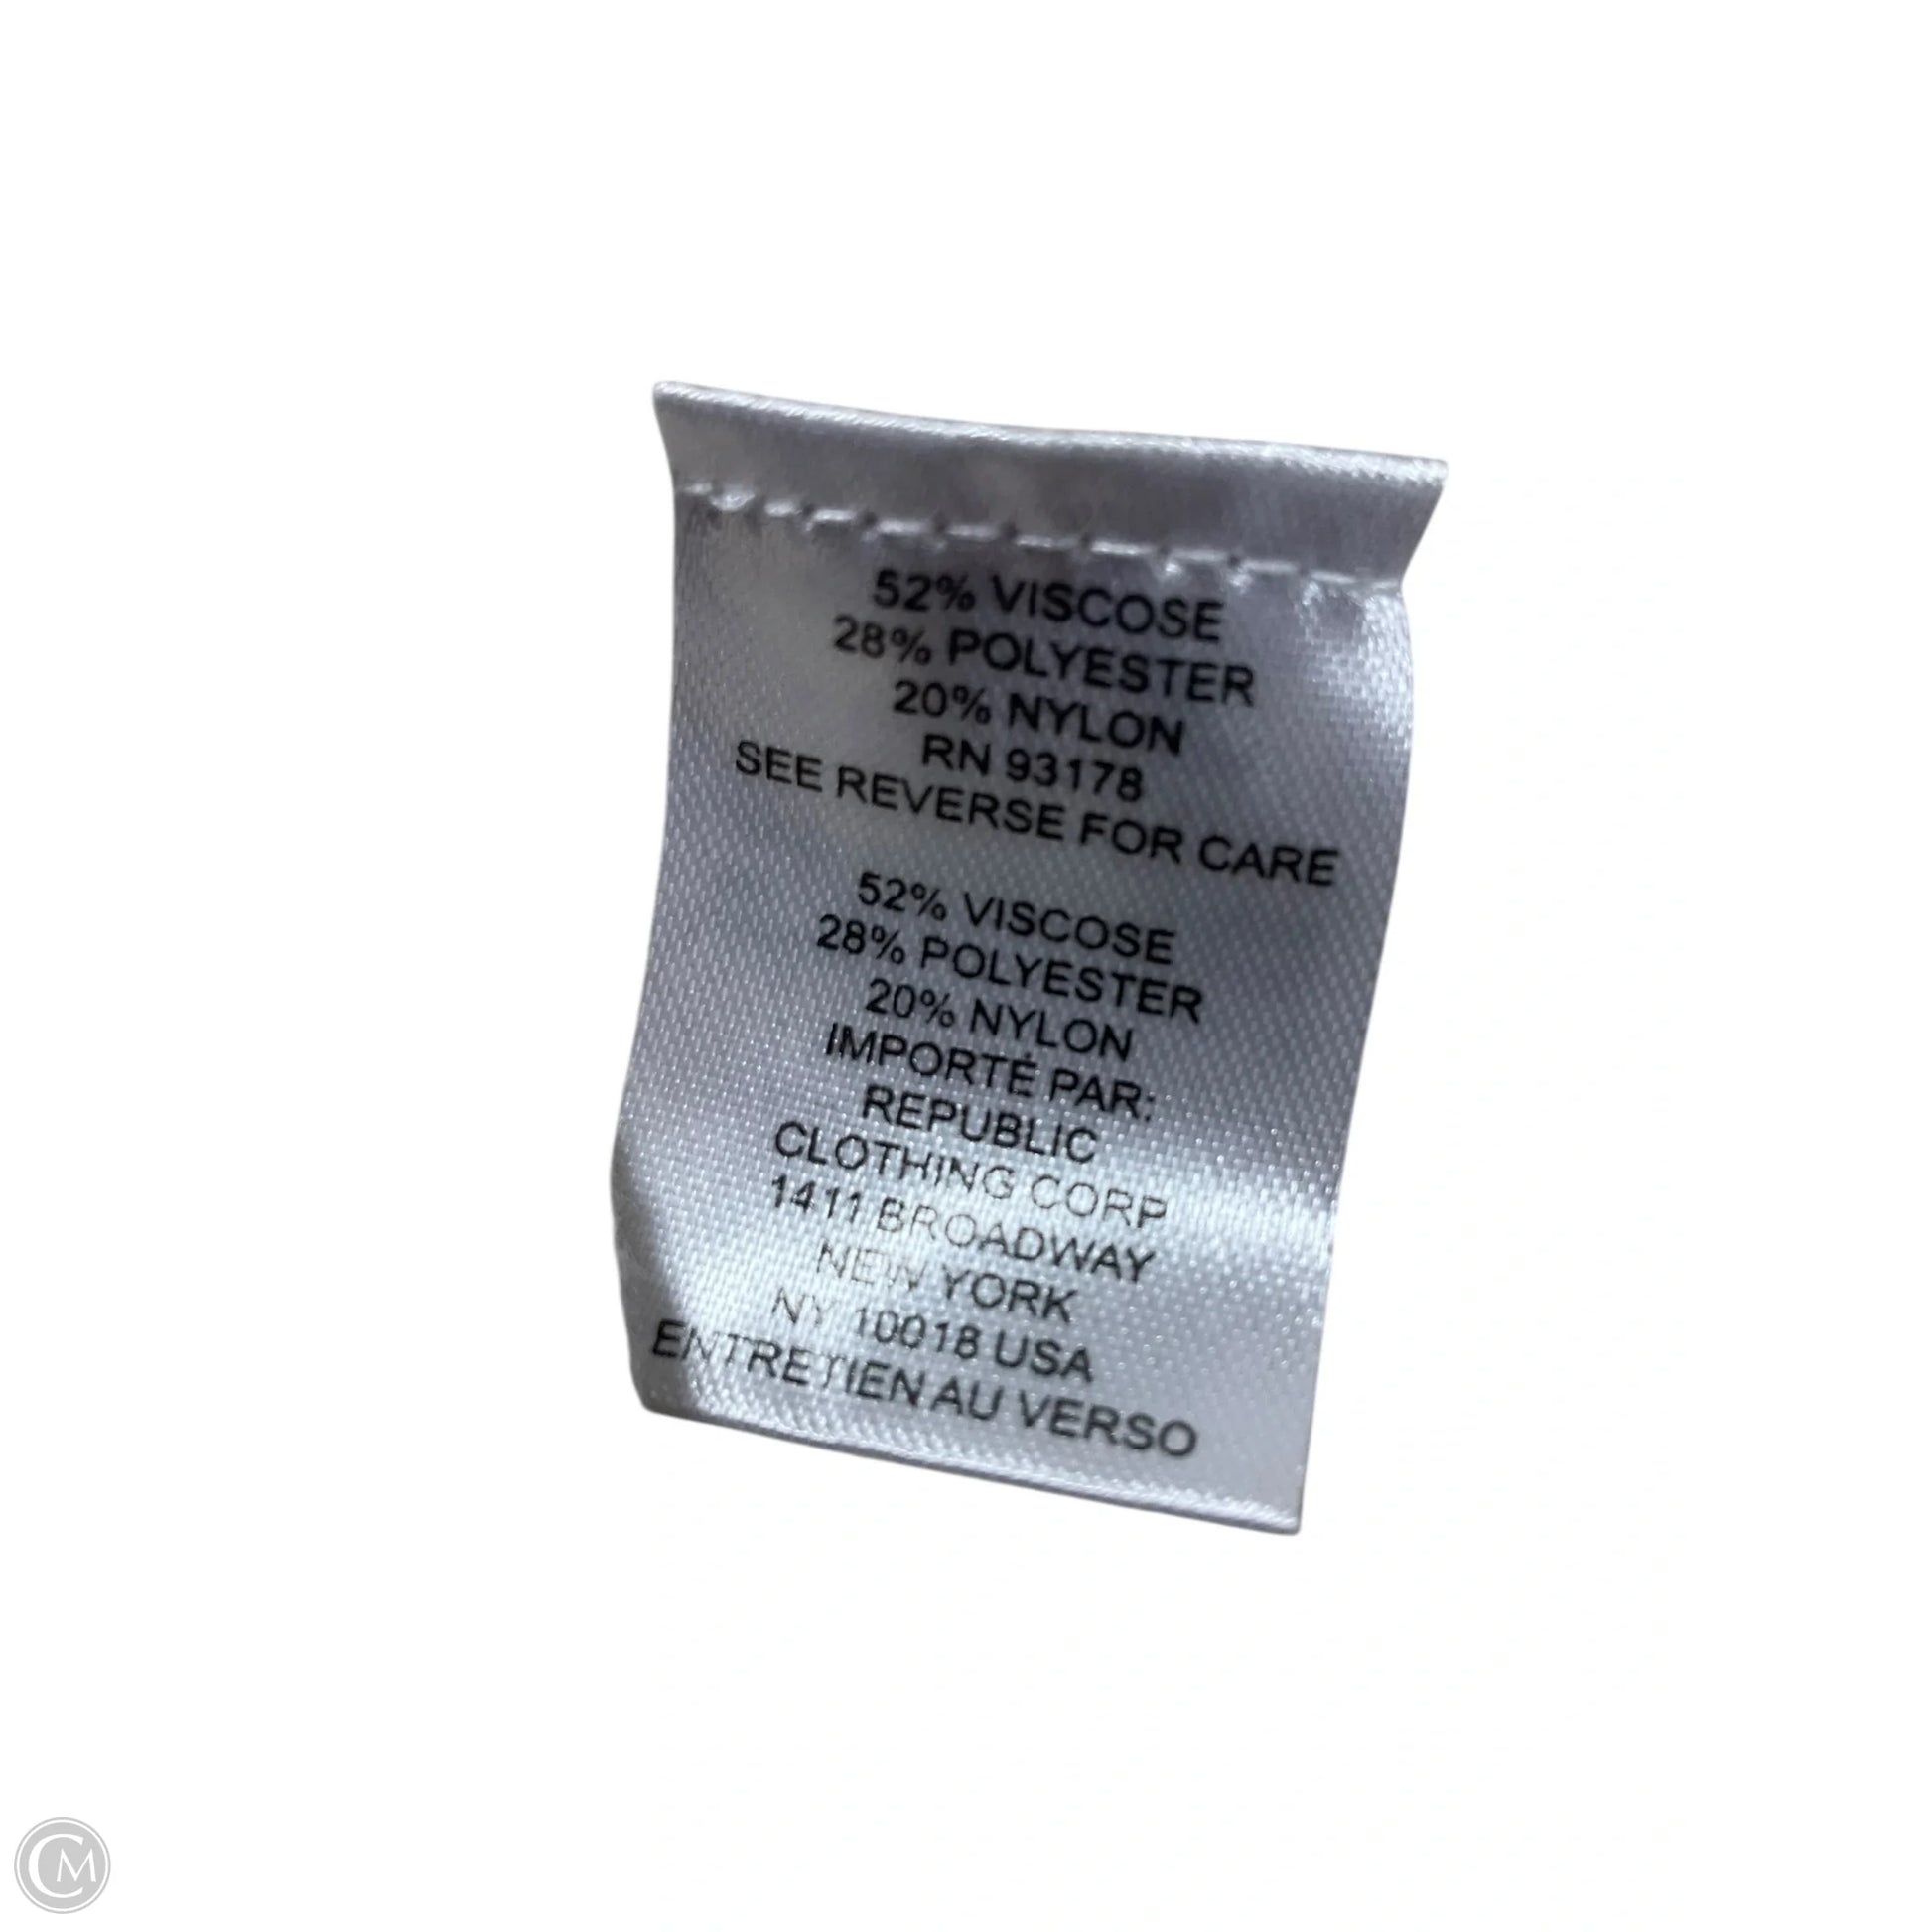 52% VISCOSE
28% POLYESTER
20% NYLON
RN 93178
SEE REVERSE FOR CARE
52% VISCOSE
28% POLYESTER
20% NYLON
IMPORTÉ PAR:
REPUBLIC
CLOTHING CORP
1411 BROADWAY
NEW YORK
NY 10018 USA
ENTRETIEN AU VERSO
CM